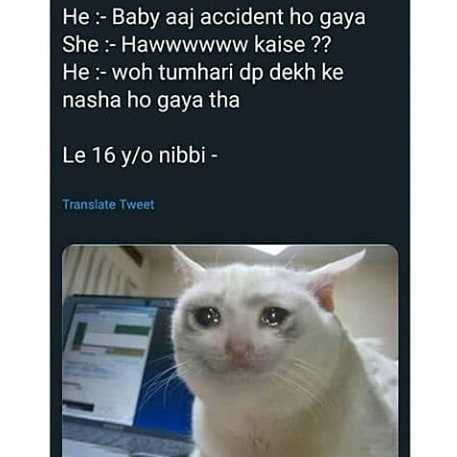 He :- Baby aaj accident ho gaya
She :- Hawwwwww kaise ??
He :- woh tumhari dp dekh ke
nasha ho gaya tha
Le 16 y/o nibbi -
Translate Tweet